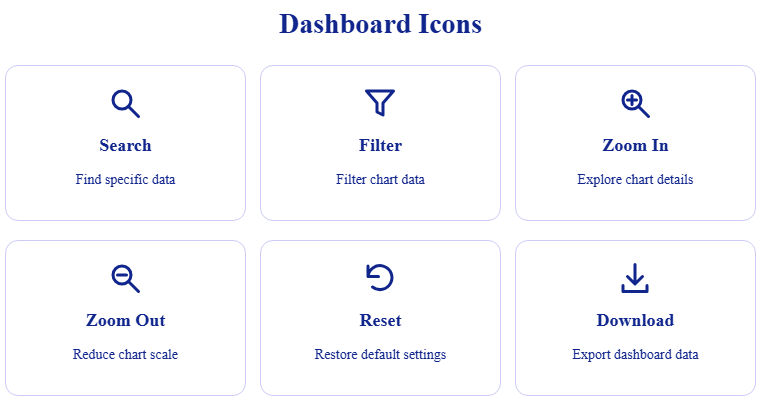 Dashboard Icons
Search
Find specific data
Filter
Filter chart data
Zoom In
Explore chart details
Zoom Out
Reduce chart scale
Reset
Restore default settings
Download
Export dashboard data